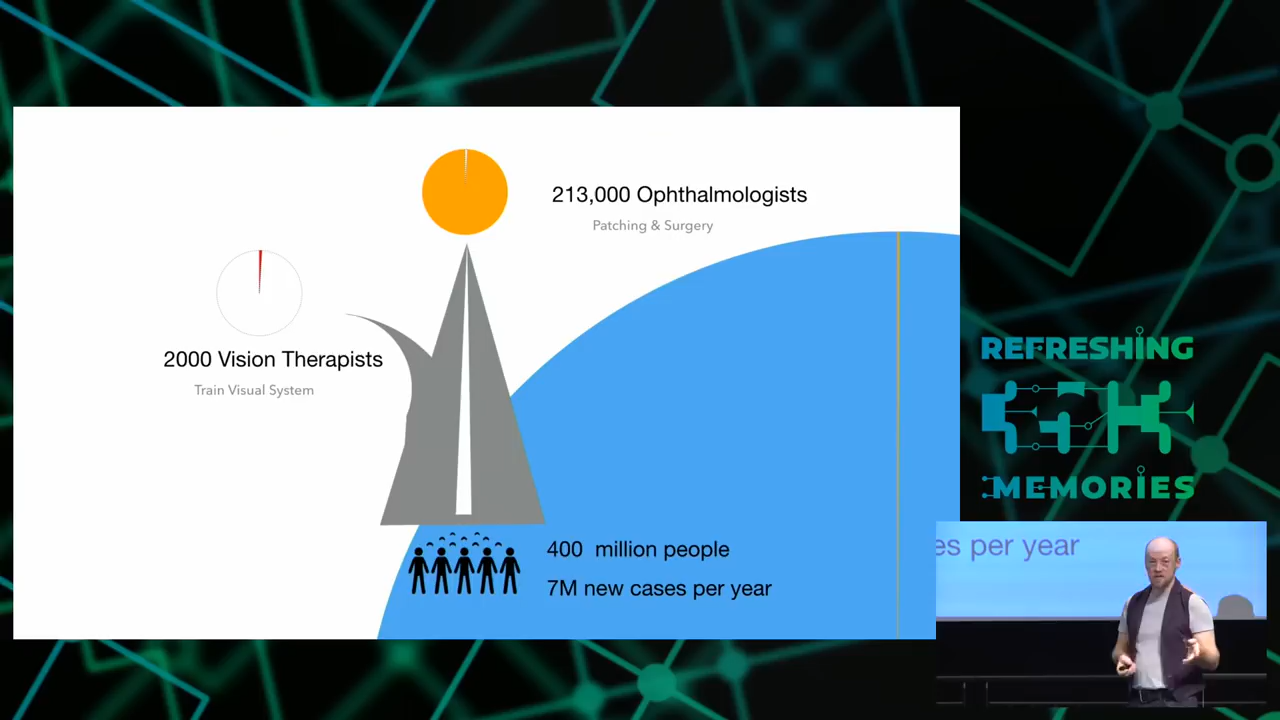 213,000 Ophthalmologists
Patching & Surgery
2000 Vision Therapists
Train Visual System
400 million people
7M new cases per year
REFRESHING
MEMORIES
es per year